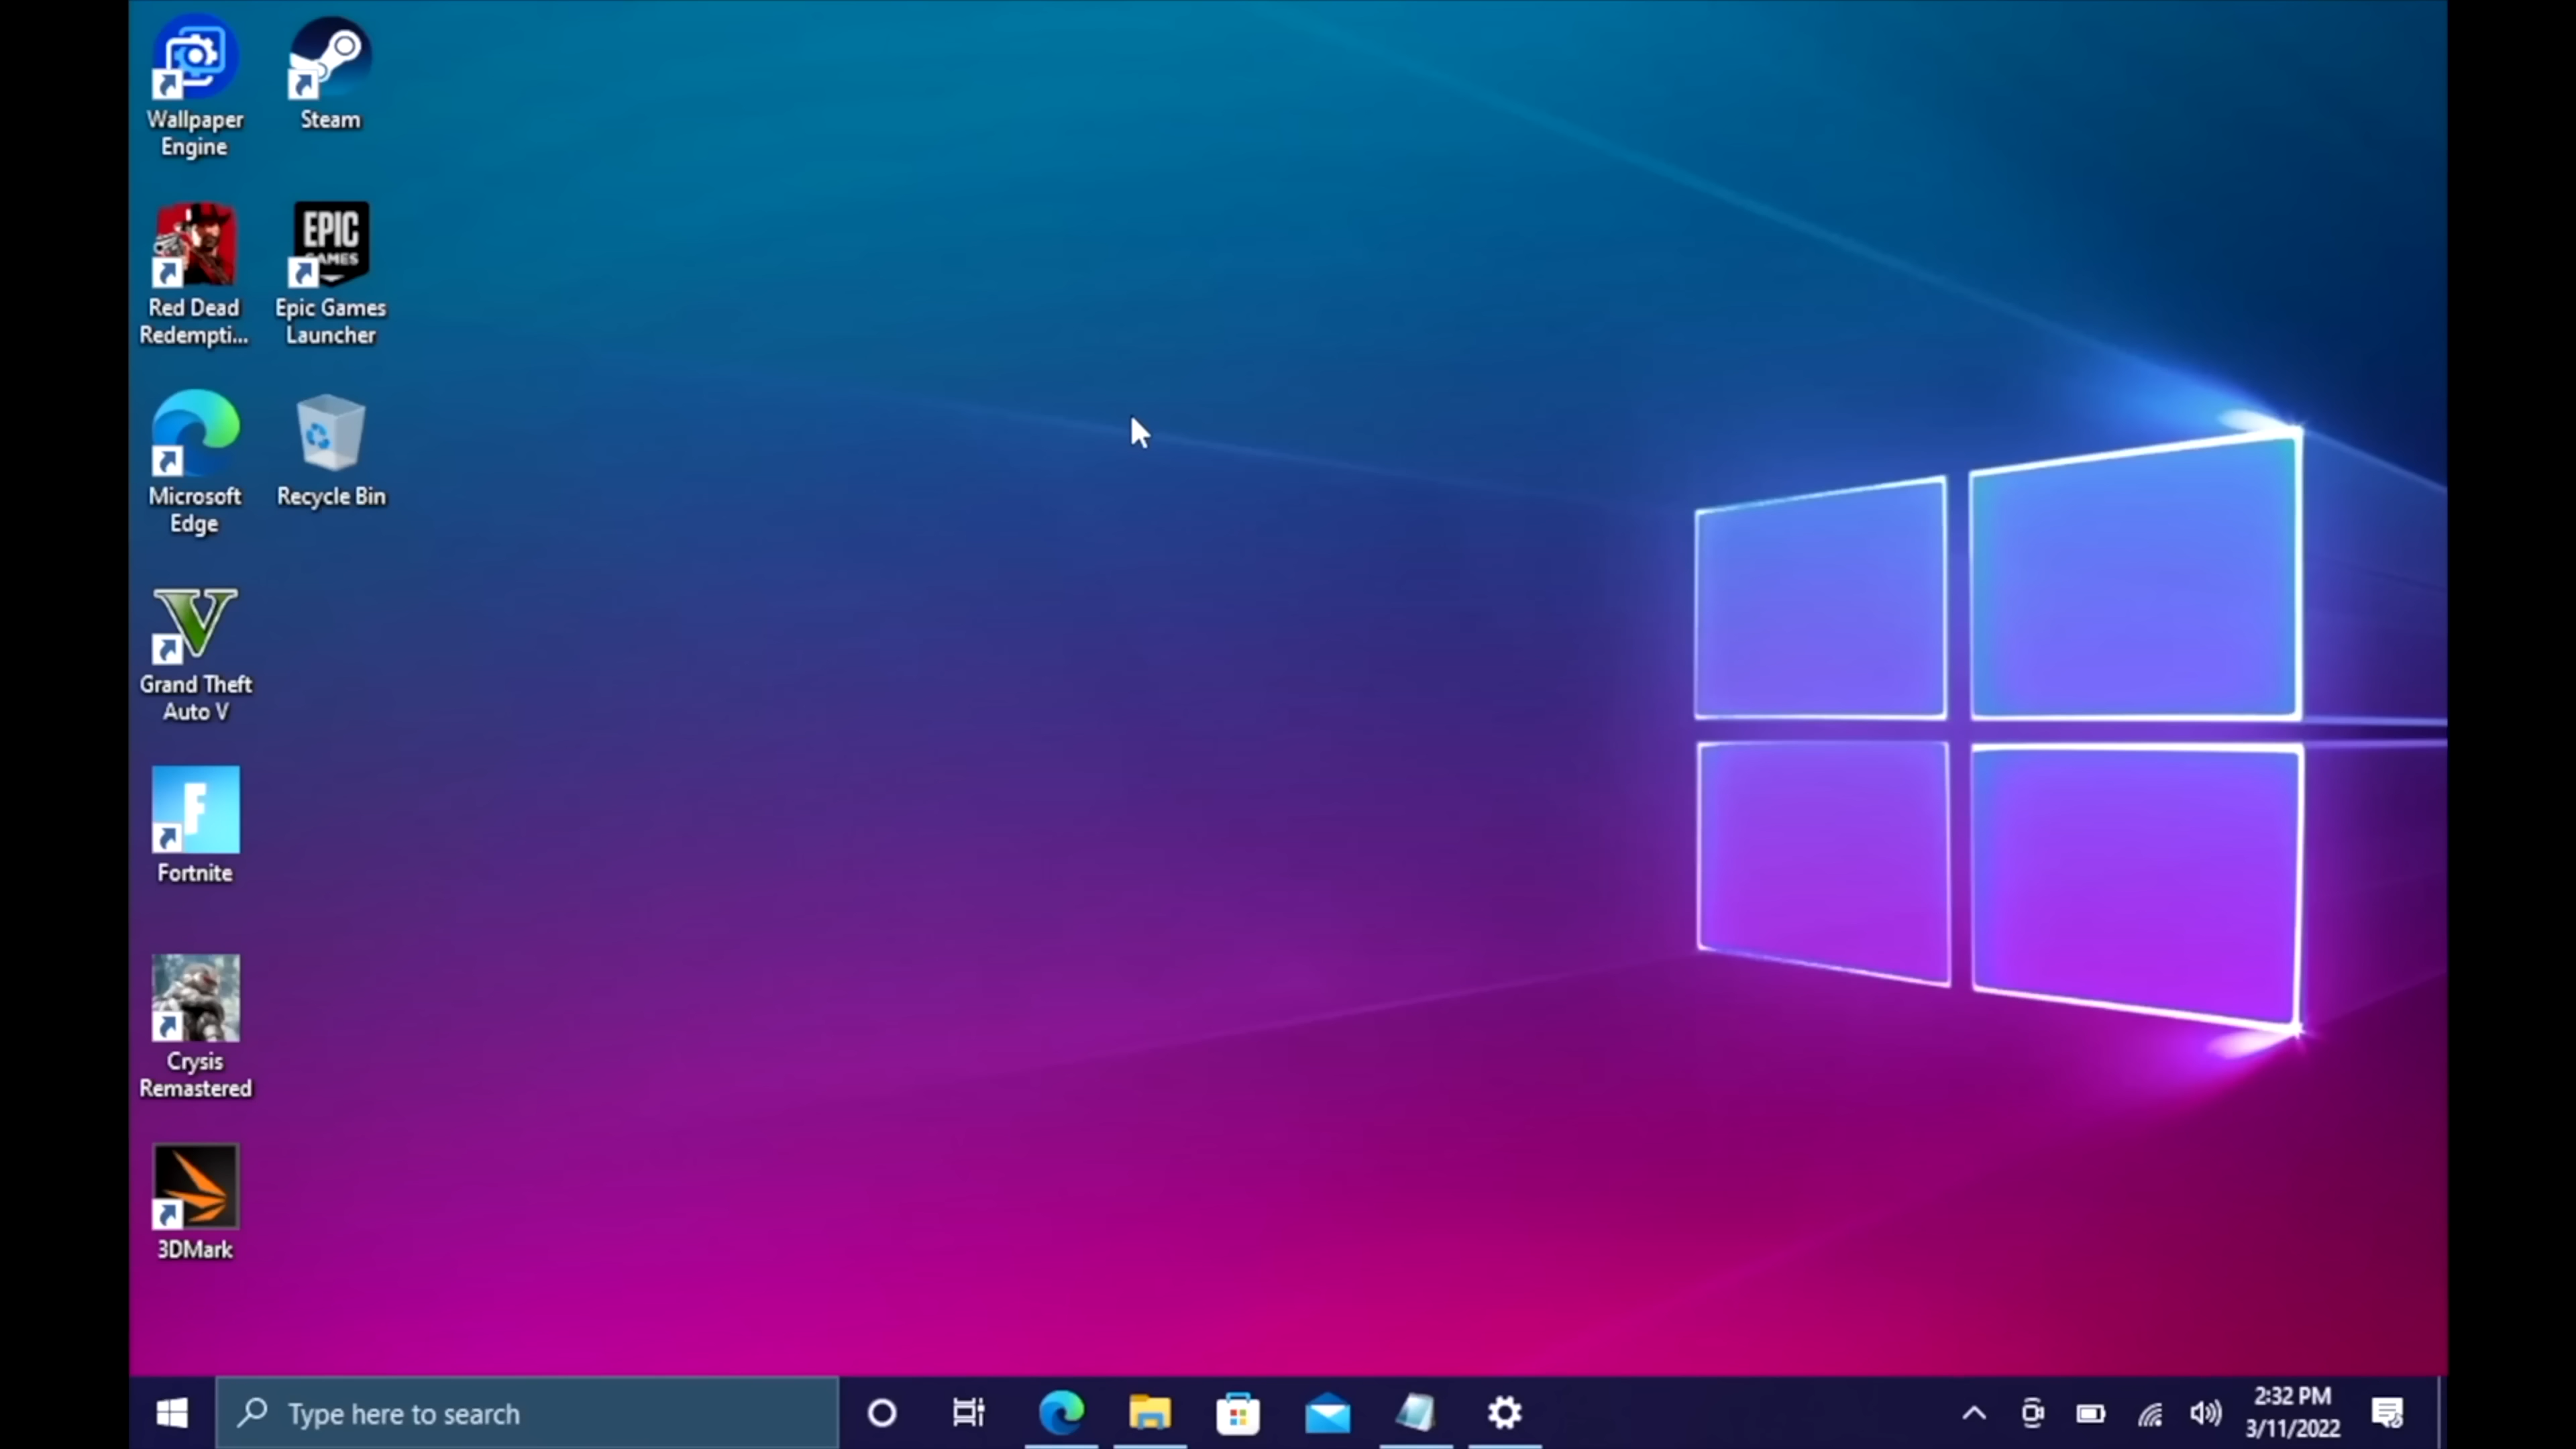 Wallpaper
Engine
Steam
Red Dead
Redempti...
EPIC
GAMES
Epic Games
Launcher
Microsoft
Edge
Recycle Bin
V
Grand Theft
Auto V
F
Fortnite
Crysis
Remastered
3DMark
Type here to search
2:32 PM
3/11/2022